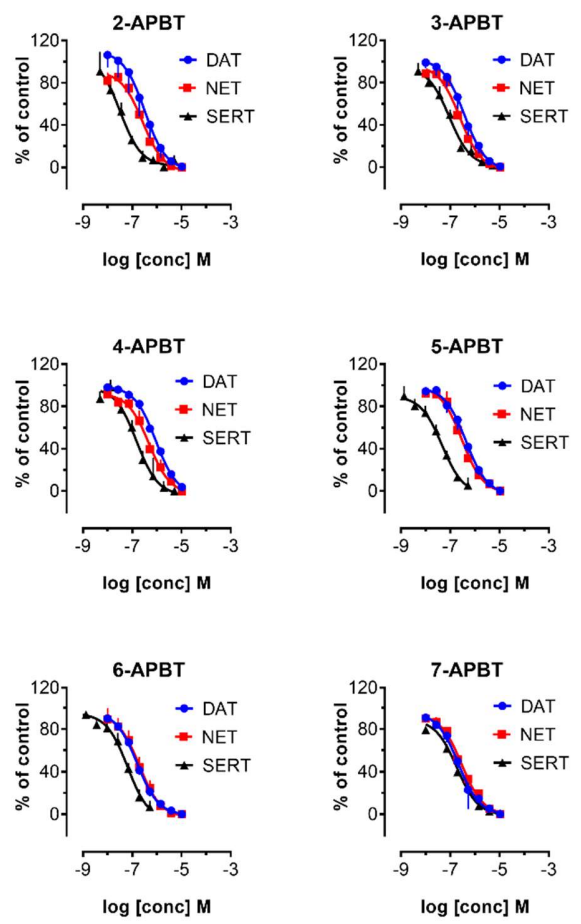 2-APBT
% of control
120
80
40
0
DAT
NET
SERT
-9 -7 -5 -3
log [conc] M
3-APBT
% of control
120
80
40
0
DAT
NET
SERT
-9 -7 -5 -3
log [conc] M
4-APBT
% of control
120
80
40
0
DAT
NET
SERT
-9 -7 -5 -3
log [conc] M
5-APBT
% of control
120
80
40
0
DAT
NET
SERT
-9 -7 -5 -3
log [conc] M
6-APBT
% of control
120
80
40
0
DAT
NET
SERT
-9 -7 -5 -3
log [conc] M
7-APBT
% of control
120
80
40
0
DAT
NET
SERT
-9 -7 -5 -3
log [conc] M